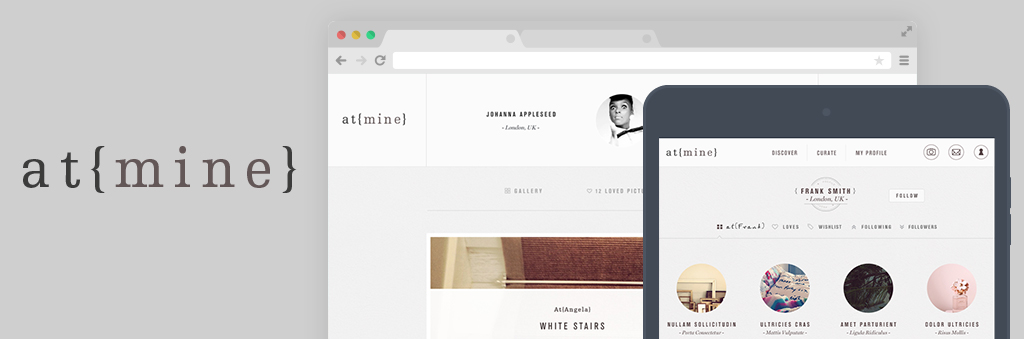 at{mine}
at{mine}
JOHANNA APPLESEED
- London, UK -
GALLERY
12 LOVED PICTU
At{Angela}
WHITE STAIRS
at{mine}
DISCOVER
CURATE
MY PROFILE
{ FRANK SMITH }
- London, UK -
FOLLOW
at{Frank}
LOVES
WISHLIST
FOLLOWING
FOLLOWERS
NULLAM SOLLICITUDIN
- Porta Consectetur -
ULTRICIES CRAS
- Mattis Vulputate -
AMET PARTURIENT
- Ligula Ridiculus -
DOLOR ULTRICIES
- Risus Mollis -